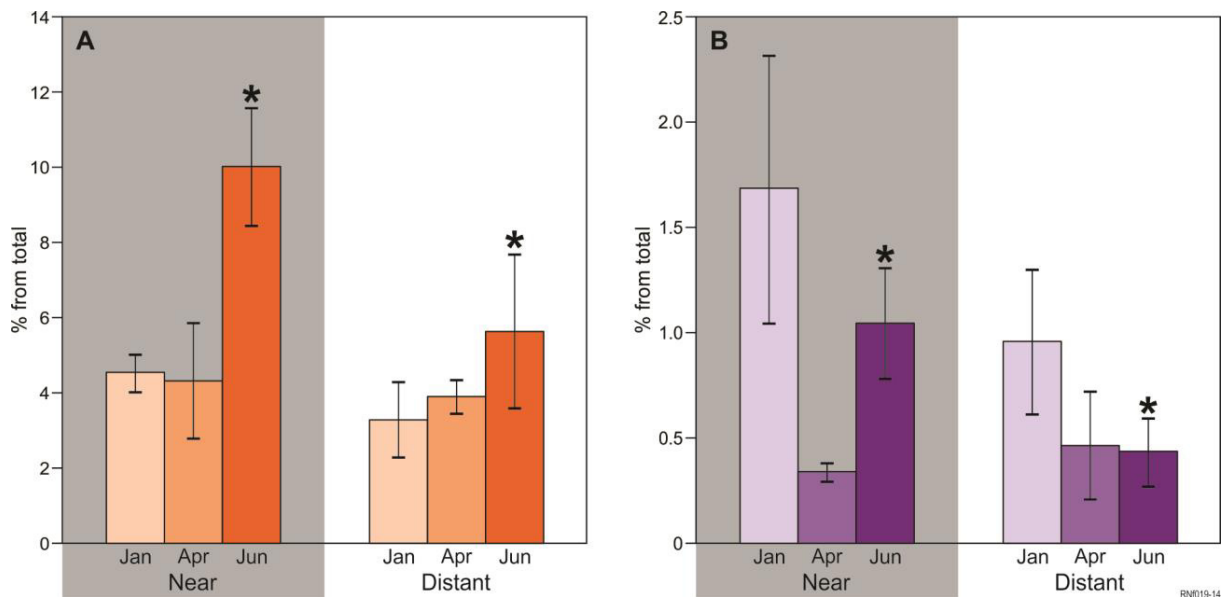 A
% from total
14
12
10
8
6
4
2
0
*
*
Jan Apr Jun
Near
Jan Apr Jun
Distant
B
% from total
2.5
2.0
1.5
1.0
0.5
0
*
*
Jan Apr Jun
Near
Jan Apr Jun
Distant
RNf019-14